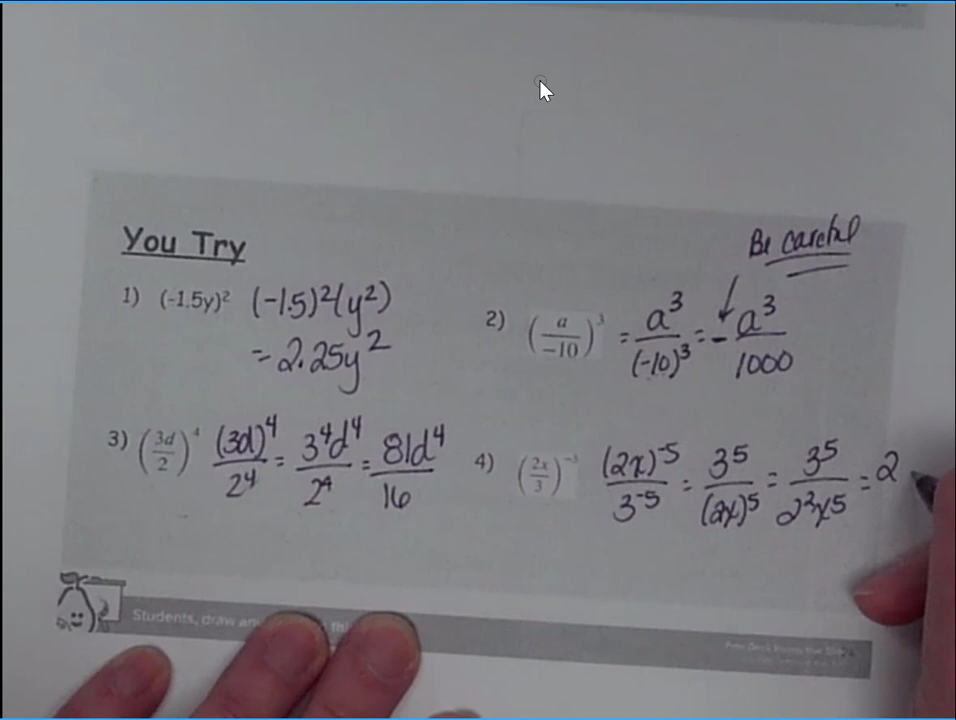 You Try
Be careful
1) (-1.5y)² (-1.5)²(y²)
= 2.25y²
2) (a/-10)³ = a³/(-10)³ = - a³/1000
3) (3d/2)⁴ (3d)⁴/2⁴ = 3⁴d⁴/2⁴ = 81d⁴/16
4) (2x/3)⁻⁵ (2x)⁻⁵/3⁻⁵ = 3⁵/(2x)⁵ = 3⁵/2²x⁵ = 2
Students, draw